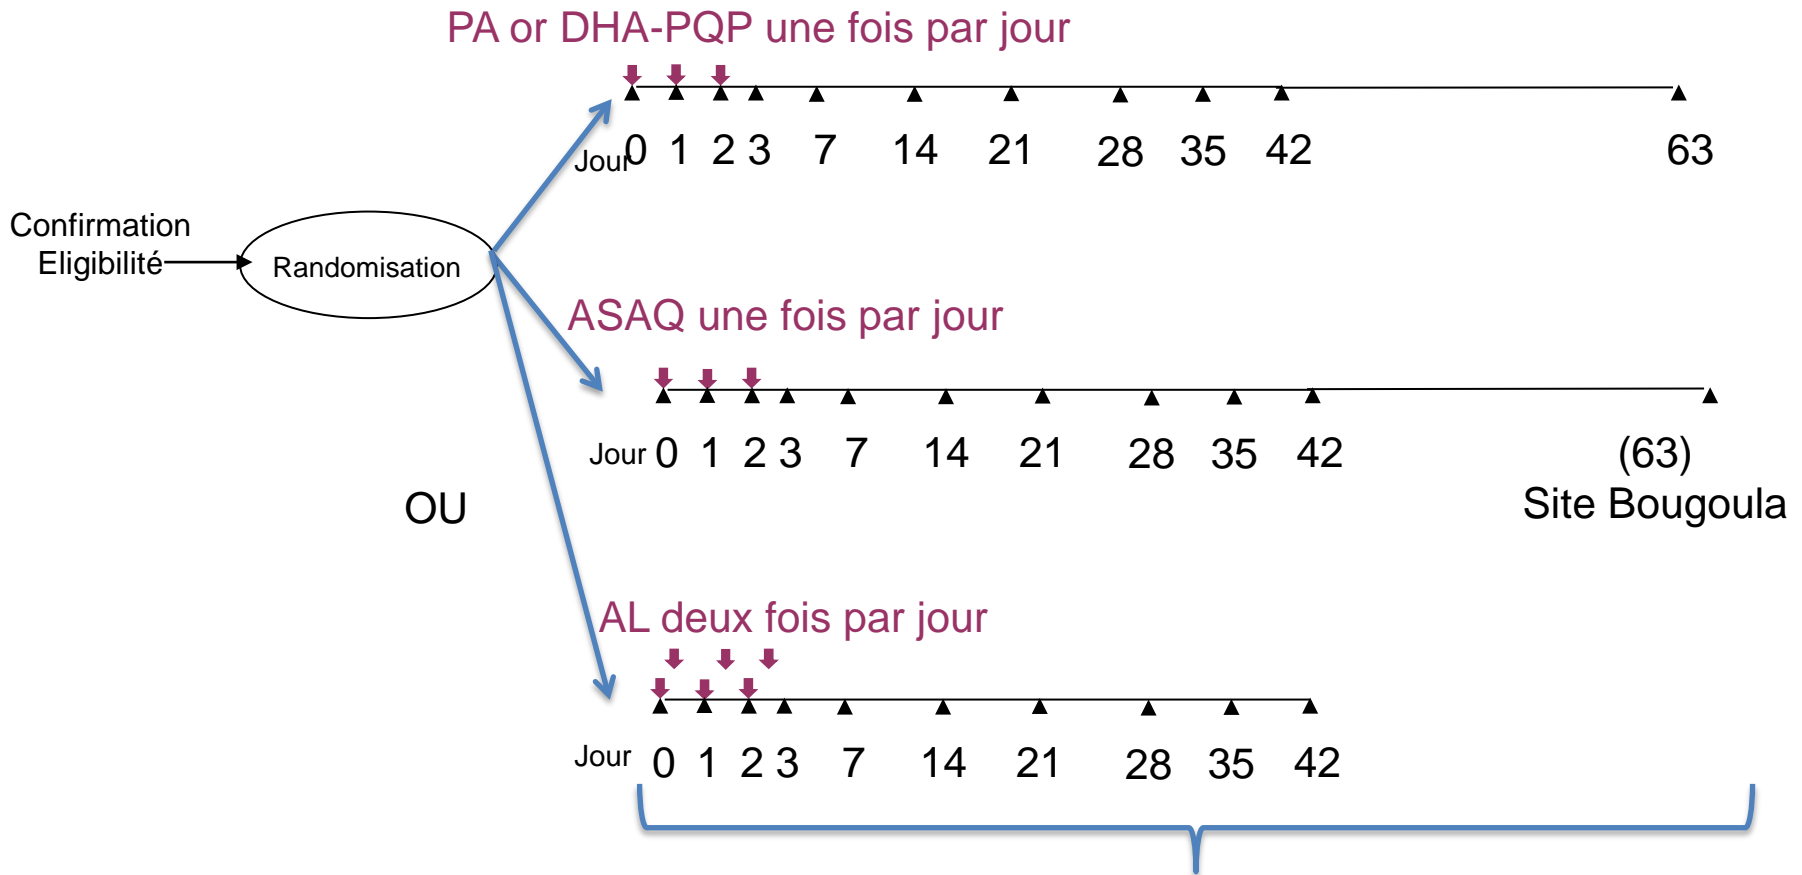 PA or DHA-PQP une fois par jour
Jour 0 1 2 3 7 14 21 28 35 42 63
Confirmation
Eligibilité
Randomisation
ASAQ une fois par jour
Jour 0 1 2 3 7 14 21 28 35 42 (63)
Site Bougoula
OU
AL deux fois par jour
Jour 0 1 2 3 7 14 21 28 35 42